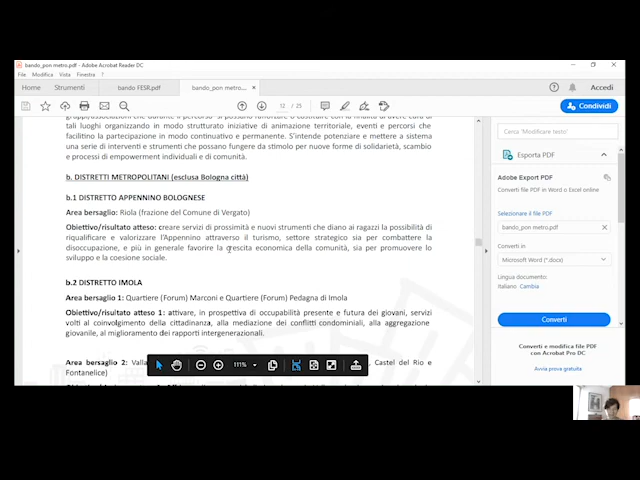 bando_pon metro.pdf - Adobe Acrobat Reader DC
File Modifica Vista Finestra ?
Home Strumenti bando FESR.pdf bando_pon metro.... × Accedi
12 / 25 Condividi
tali luoghi organizzando in modo strutturato iniziative di animazione territoriale, eventi e percorsi che
facilitino la partecipazione in modo continuativo e permanente. S'intende potenziare e mettere a sistema
una serie di interventi e strumenti che possano fungere da stimolo per nuove forme di solidarietà, scambio
e processi di empowerment individuali e di comunità.
b. DISTRETTI METROPOLITANI (esclusa Bologna città)
b.1 DISTRETTO APPENNINO BOLOGNESE
Area bersaglio: Riola (frazione del Comune di Vergato)
Obiettivo/risultato atteso: creare servizi di prossimità e nuovi strumenti che diano ai ragazzi la possibilità di
riqualificare e valorizzare l'Appennino attraverso il turismo, settore strategico sia per combattere la
disoccupazione, e più in generale favorire la crescita economica della comunità, sia per promuovere lo
sviluppo e la coesione sociale.
b.2 DISTRETTO IMOLA
Area bersaglio 1: Quartiere (Forum) Marconi e Quartiere (Forum) Pedagna di Imola
Obiettivo/risultato atteso 1: attivare, in prospettiva di occupabilità presente e futura dei giovani, servizi
volti al coinvolgimento della cittadinanza, alla mediazione dei conflitti condominiali, alla aggregazione
giovanile, al miglioramento dei rapporti intergenerazionali.
Area bersaglio 2: Castel del Rio e
Fontanelice)
111%
Cerca 'Modifica testo'
Esporta PDF
Adobe Export PDF
Converti file PDF in Word o Excel online
Selezionare il file PDF
bando_pon metro.pdf ×
Converti in
Microsoft Word (*.docx)
Lingua documento:
Italiano Cambia
Converti
Converti e modifica file PDF
con Acrobat Pro DC
Avvia prova gratuita